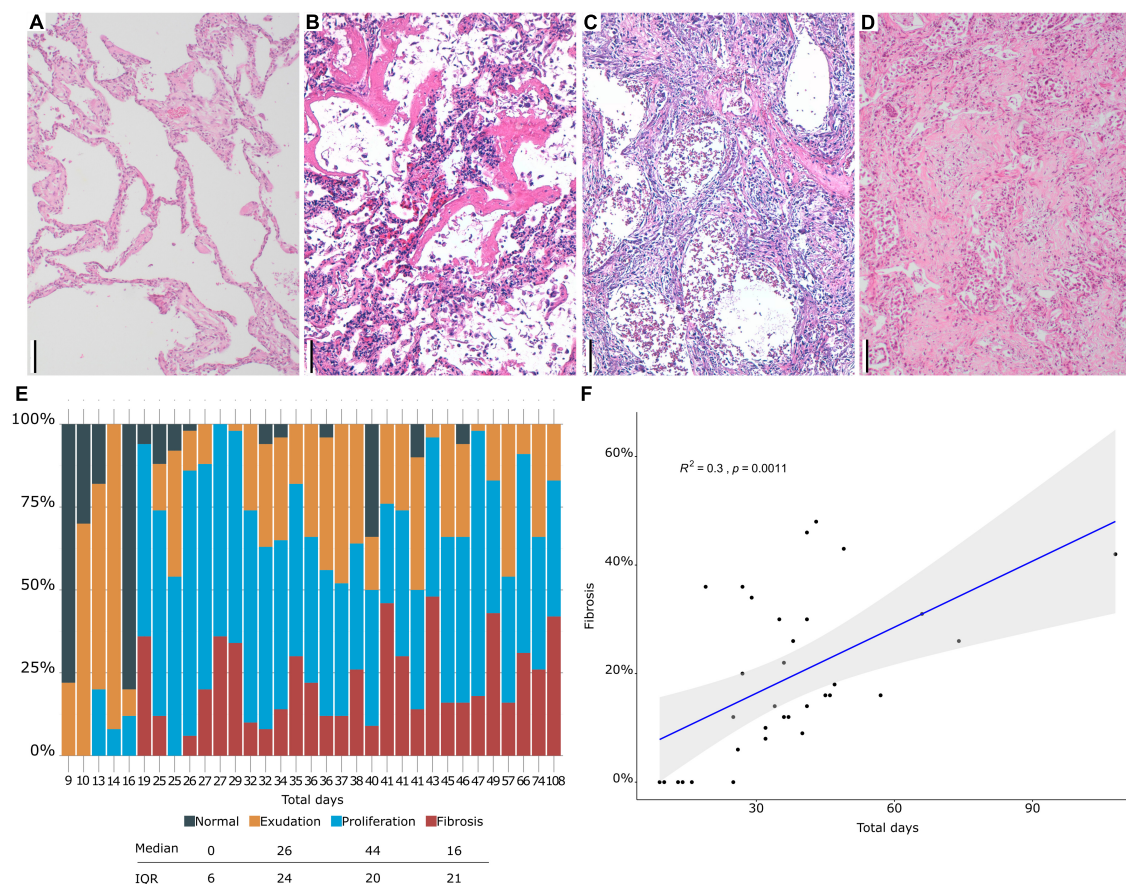 A B C D
E
100%
75%
50%
25%
0%
9 10 13 14 16 19 25 25 26 27 27 29 32 32 34 35 36 36 37 38 40 41 41 41 43 45 46 47 49 57 66 74 108
Total days
Normal Exudation Proliferation Fibrosis
Median 0 26 44 16
IQR 6 24 20 21
F
R² = 0.3 , p = 0.0011
60%
40%
20%
0%
Fibrosis
30 60 90
Total days